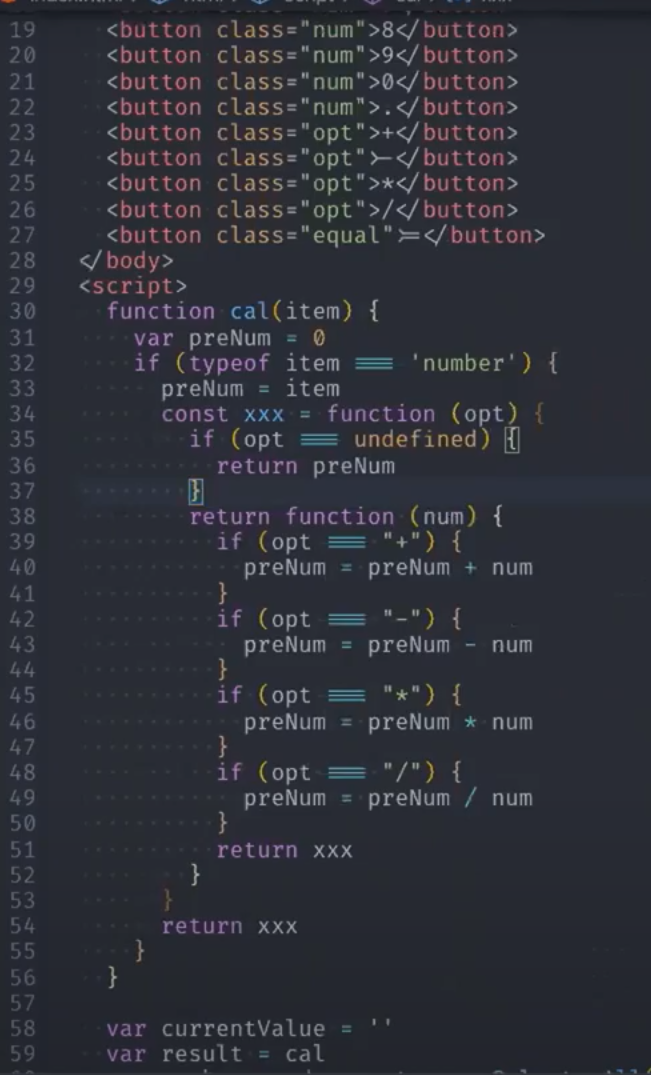 19 <button class="num">8</button>
20 <button class="num">9</button>
21 <button class="num">0</button>
22 <button class="num">.</button>
23 <button class="opt">+</button>
24 <button class="opt">-</button>
25 <button class="opt">*</button>
26 <button class="opt">/</button>
27 <button class="equal">=</button>
28 </body>
29 <script>
30 function cal(item) {
31 var preNum = 0
32 if (typeof item === 'number') {
33 preNum = item
34 const xxx = function (opt) {
35 if (opt === undefined) {
36 return preNum
37 }
38 return function (num) {
39 if (opt === "+") {
40 preNum = preNum + num
41 }
42 if (opt === "-") {
43 preNum = preNum - num
44 }
45 if (opt === "*") {
46 preNum = preNum * num
47 }
48 if (opt === "/") {
49 preNum = preNum / num
50 }
51 return xxx
52 }
53 }
54 return xxx
55 }
56 }
57
58 var currentValue = ''
59 var result = cal